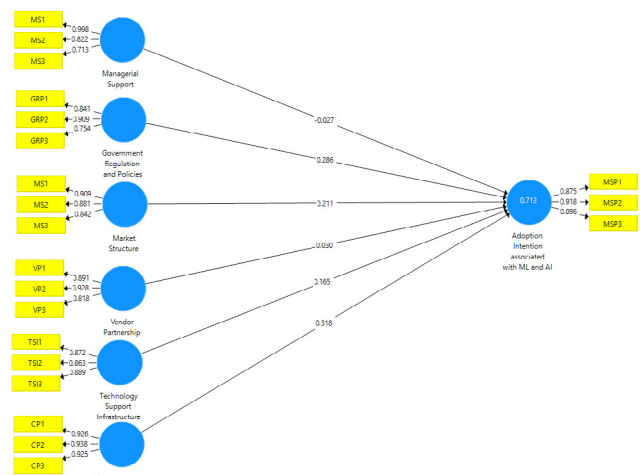 MS1
0.998
MS2
0.822
MS3
0.713
Managerial
Support
-0.027
GRP1
0.841
GRP2
0.909
GRP3
0.754
Government
Regulation
and Policies
0.286
MS1
0.909
MS2
0.881
MS3
0.842
Market
Structure
0.211
VP1
0.891
VP2
0.928
VP3
0.818
Vendor
Partnership
0.030
TSI1
0.872
TSI2
0.863
TSI3
0.889
Technology
Support
Infrastructure
0.165
CP1
0.926
CP2
0.938
CP3
0.925
0.318
0.713
Adoption
Intention
associated
with ML and AI
0.875
MSP1
0.918
MSP2
0.896
MSP3